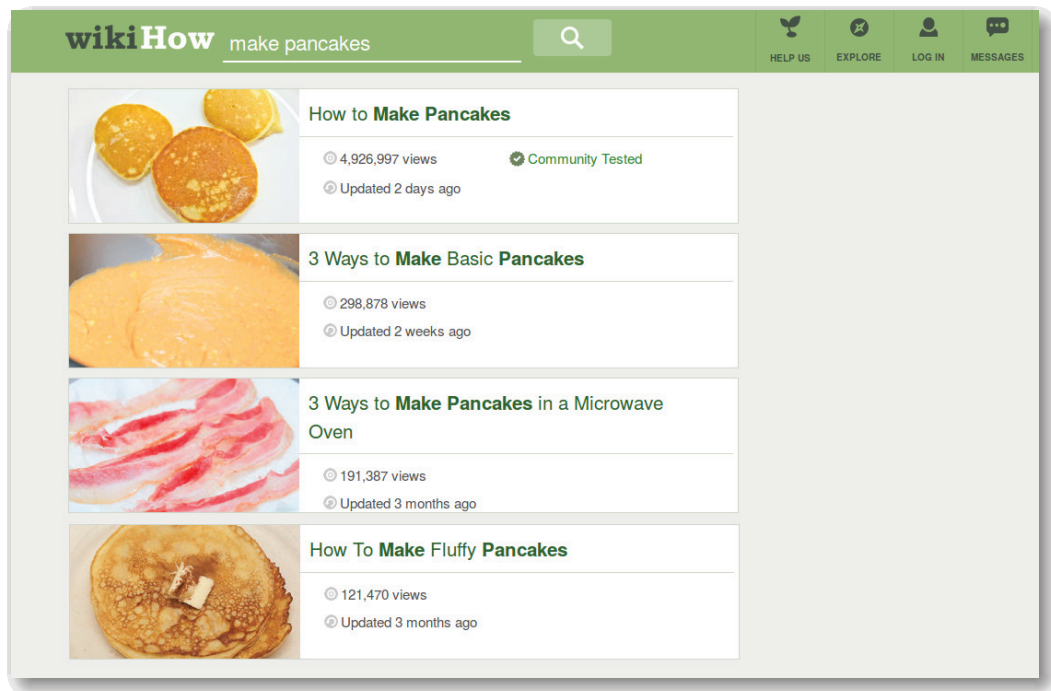 wikiHow make pancakes
HELP US EXPLORE LOG IN MESSAGES
How to Make Pancakes
4,926,997 views Community Tested
Updated 2 days ago
3 Ways to Make Basic Pancakes
298,878 views
Updated 2 weeks ago
3 Ways to Make Pancakes in a Microwave
Oven
191,387 views
Updated 3 months ago
How To Make Fluffy Pancakes
121,470 views
Updated 3 months ago